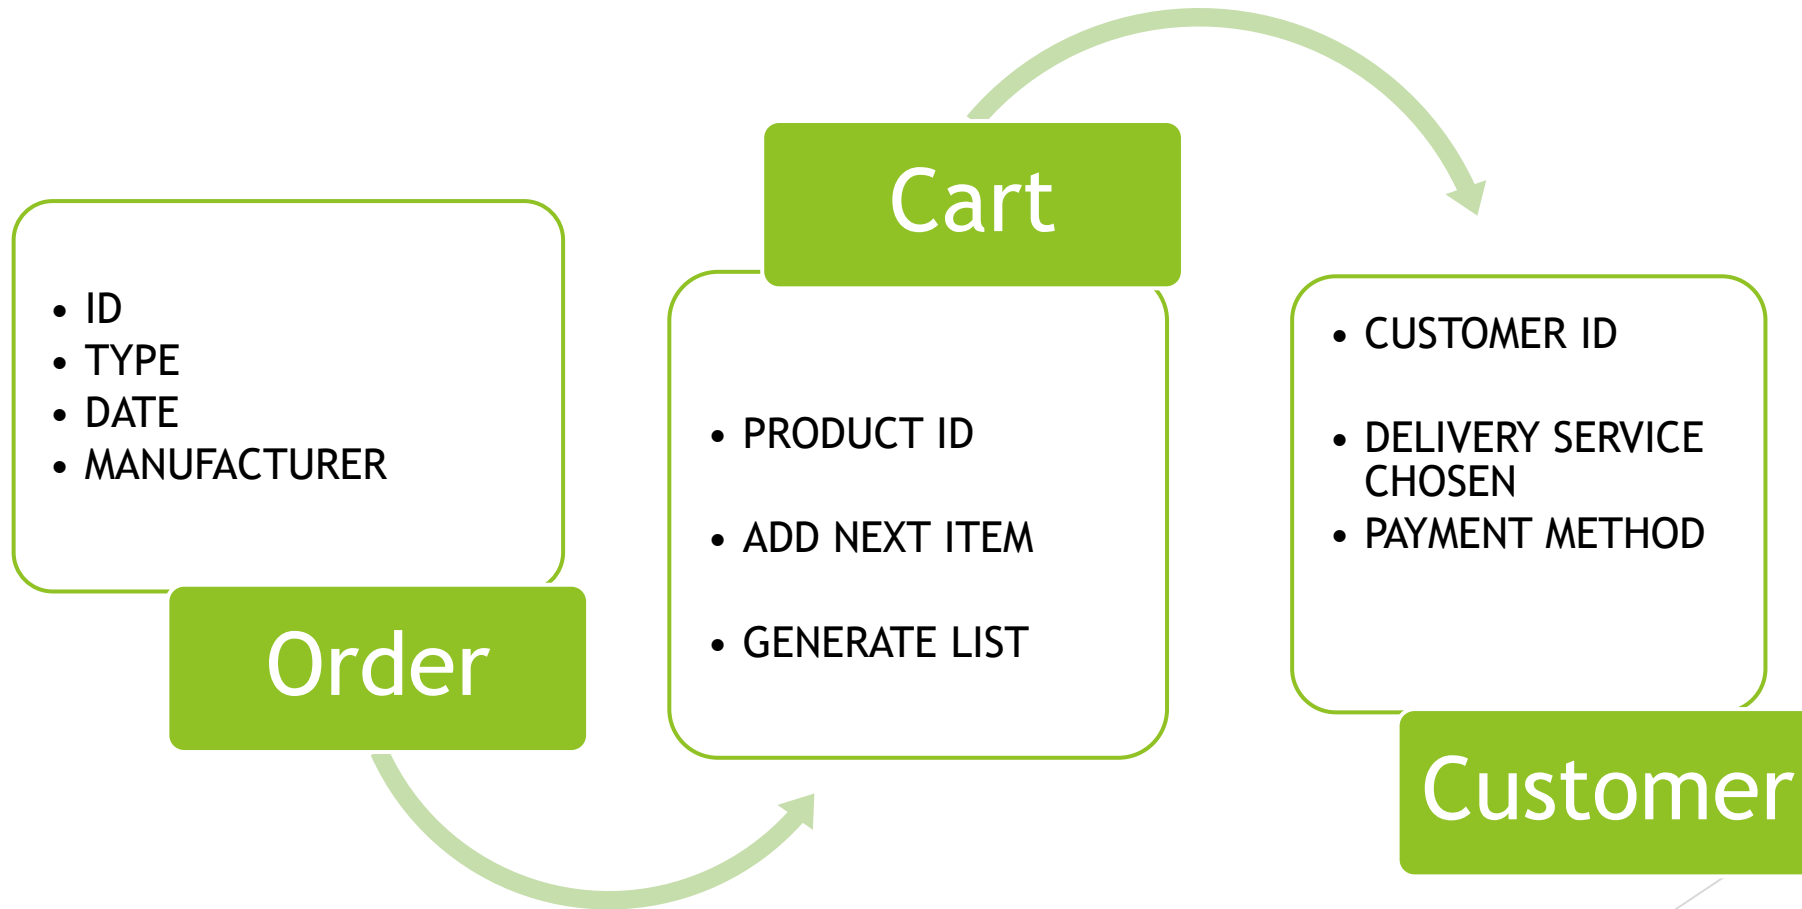 • ID
• TYPE
• DATE
• MANUFACTURER
Order
Cart
• PRODUCT ID
• ADD NEXT ITEM
• GENERATE LIST
• CUSTOMER ID
• DELIVERY SERVICE
CHOSEN
• PAYMENT METHOD
Customer